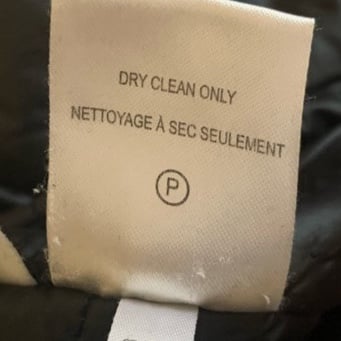 DRY CLEAN ONLY
NETTOYAGE À SEC SEULEMENT
P